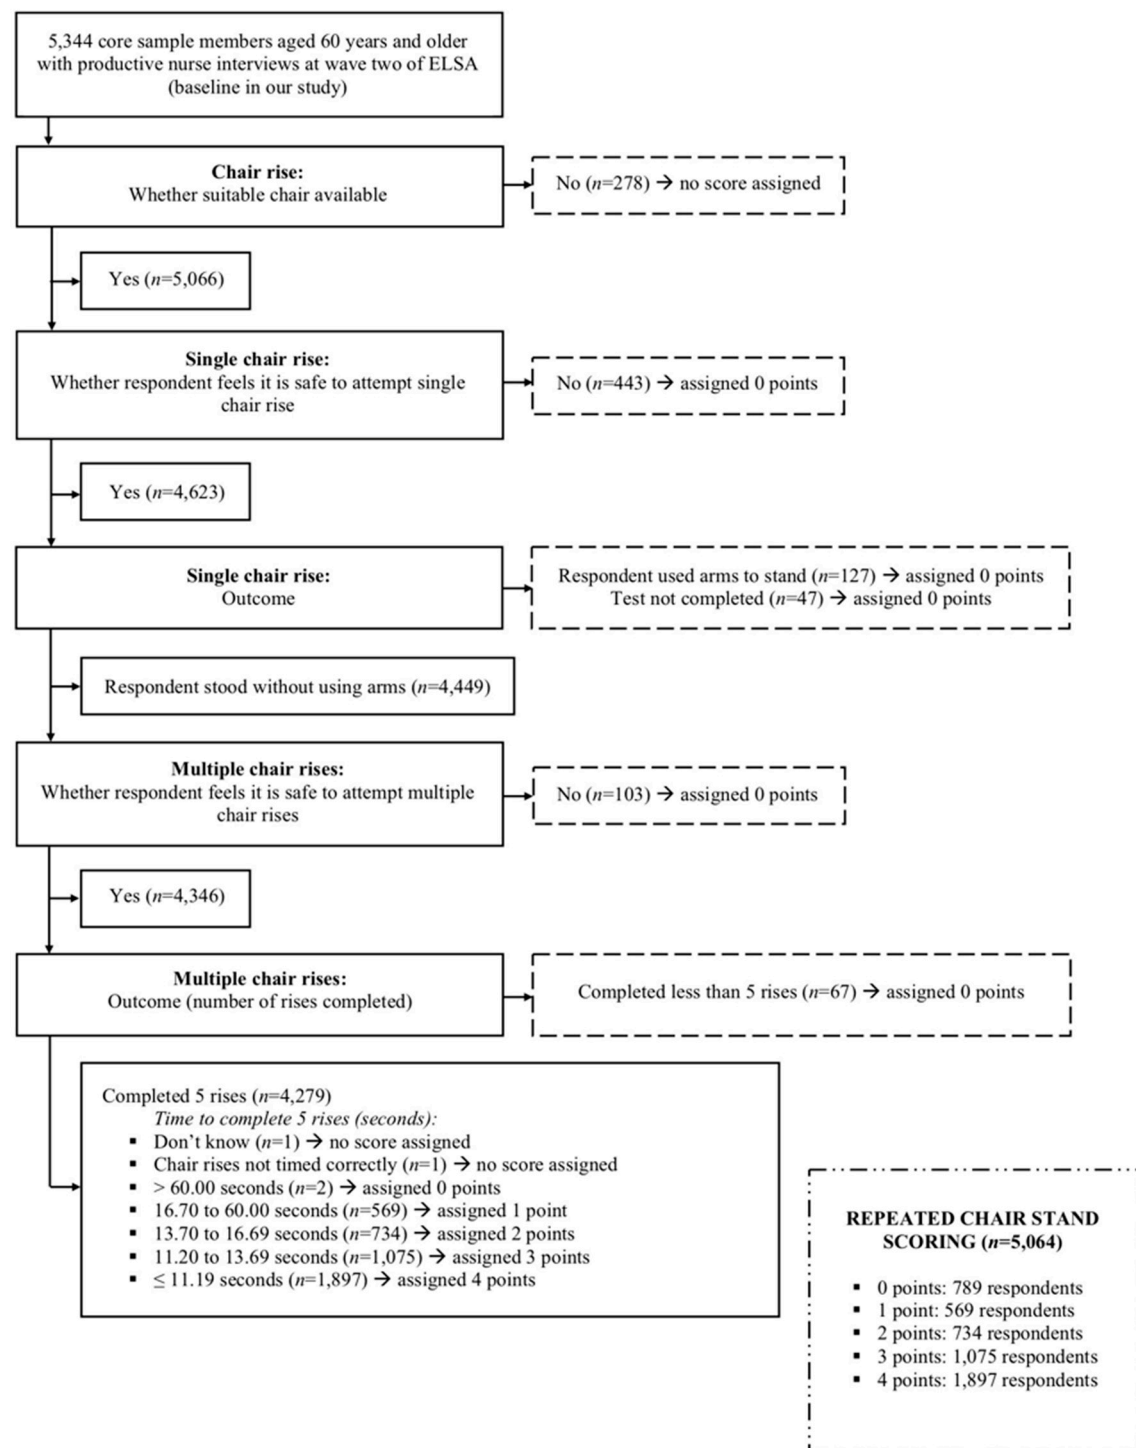 5,344 core sample members aged 60 years and older
with productive nurse interviews at wave two of ELSA
(baseline in our study)
Chair rise:
Whether suitable chair available
No (n=278) → no score assigned
Yes (n=5,066)
Single chair rise:
Whether respondent feels it is safe to attempt single
chair rise
No (n=443) → assigned 0 points
Yes (n=4,623)
Single chair rise:
Outcome
Respondent used arms to stand (n=127) → assigned 0 points
Test not completed (n=47) → assigned 0 points
Respondent stood without using arms (n=4,449)
Multiple chair rises:
Whether respondent feels it is safe to attempt multiple
chair rises
No (n=103) → assigned 0 points
Yes (n=4,346)
Multiple chair rises:
Outcome (number of rises completed)
Completed less than 5 rises (n=67) → assigned 0 points
Completed 5 rises (n=4,279)
Time to complete 5 rises (seconds):
▪ Don't know (n=1) → no score assigned
▪ Chair rises not timed correctly (n=1) → no score assigned
▪ > 60.00 seconds (n=2) → assigned 0 points
▪ 16.70 to 60.00 seconds (n=569) → assigned 1 point
▪ 13.70 to 16.69 seconds (n=734) → assigned 2 points
▪ 11.20 to 13.69 seconds (n=1,075) → assigned 3 points
▪ ≤ 11.19 seconds (n=1,897) → assigned 4 points
REPEATED CHAIR STAND
SCORING (n=5,064)
▪ 0 points: 789 respondents
▪ 1 point: 569 respondents
▪ 2 points: 734 respondents
▪ 3 points: 1,075 respondents
▪ 4 points: 1,897 respondents